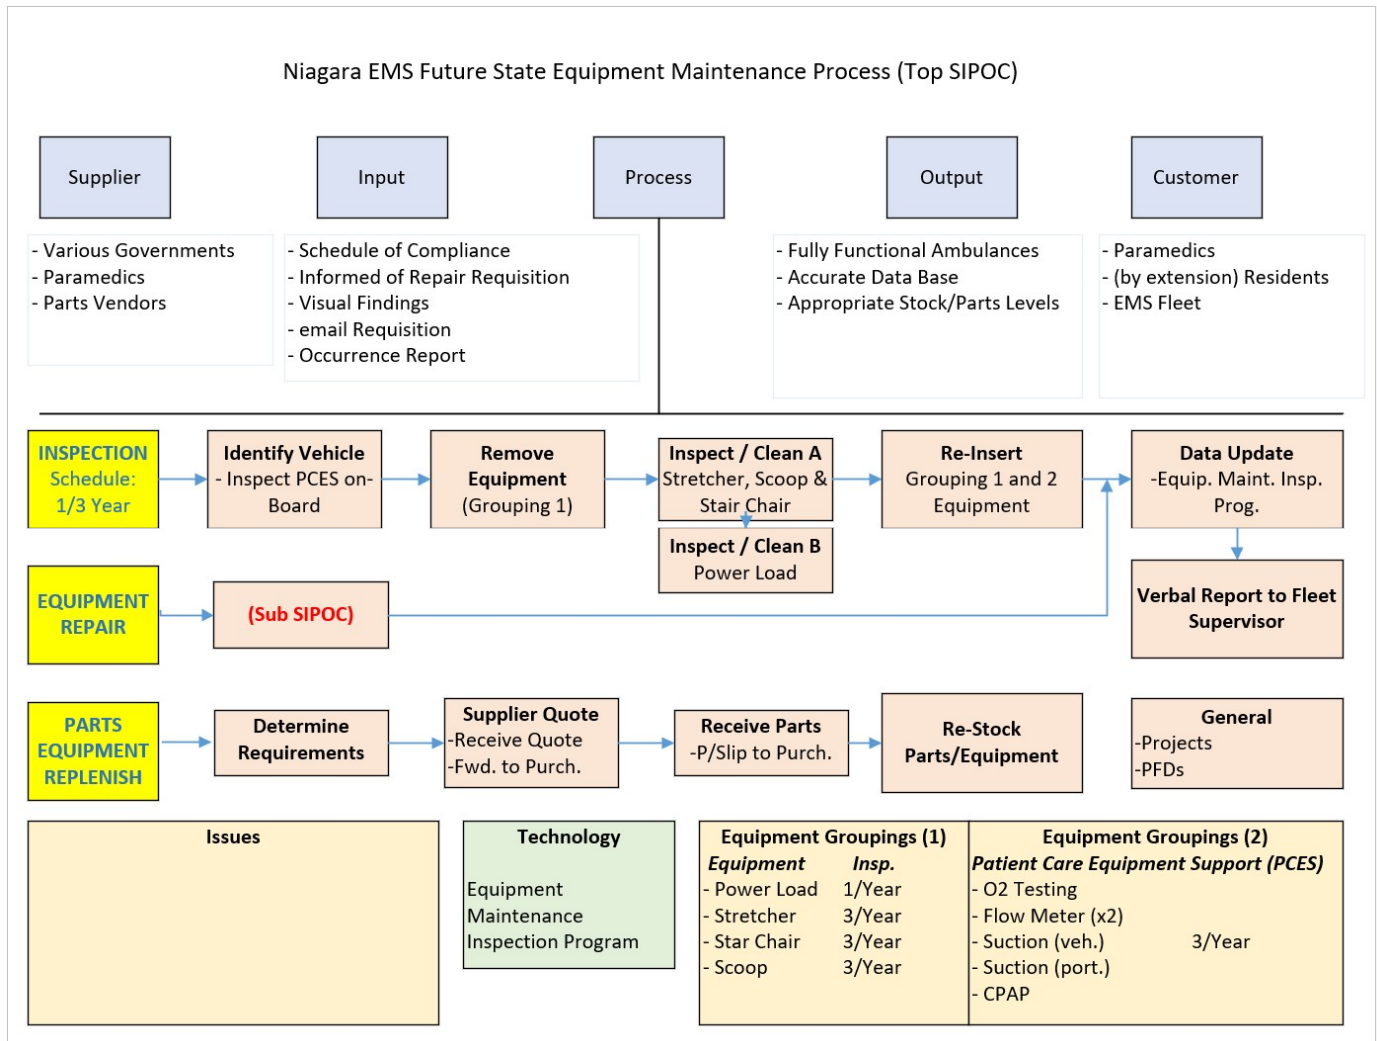 Niagara EMS Future State Equipment Maintenance Process (Top SIPOC)
Supplier
Input
Process
Output
Customer
- Various Governments
- Paramedics
- Parts Vendors
- Schedule of Compliance
- Informed of Repair Requisition
- Visual Findings
- email Requisition
- Occurrence Report
- Fully Functional Ambulances
- Accurate Data Base
- Appropriate Stock/Parts Levels
- Paramedics
- (by extension) Residents
- EMS Fleet
INSPECTION
Schedule:
1/3 Year
Identify Vehicle
- Inspect PCES on-
Board
Remove
Equipment
(Grouping 1)
Inspect / Clean A
Stretcher, Scoop &
Stair Chair
Inspect / Clean B
Power Load
Re-Insert
Grouping 1 and 2
Equipment
Data Update
-Equip. Maint. Insp.
Prog.
Verbal Report to Fleet
Supervisor
EQUIPMENT
REPAIR
(Sub SIPOC)
PARTS
EQUIPMENT
REPLENISH
Determine
Requirements
Supplier Quote
-Receive Quote
-Fwd. to Purch.
Receive Parts
-P/Slip to Purch.
Re-Stock
Parts/Equipment
General
-Projects
-PFDs
Issues
Technology
Equipment
Maintenance
Inspection Program
Equipment Groupings (1)
Equipment Insp.
- Power Load 1/Year
- Stretcher 3/Year
- Star Chair 3/Year
- Scoop 3/Year
Equipment Groupings (2)
Patient Care Equipment Support (PCES)
- O2 Testing
- Flow Meter (x2)
- Suction (veh.) 3/Year
- Suction (port.)
- CPAP